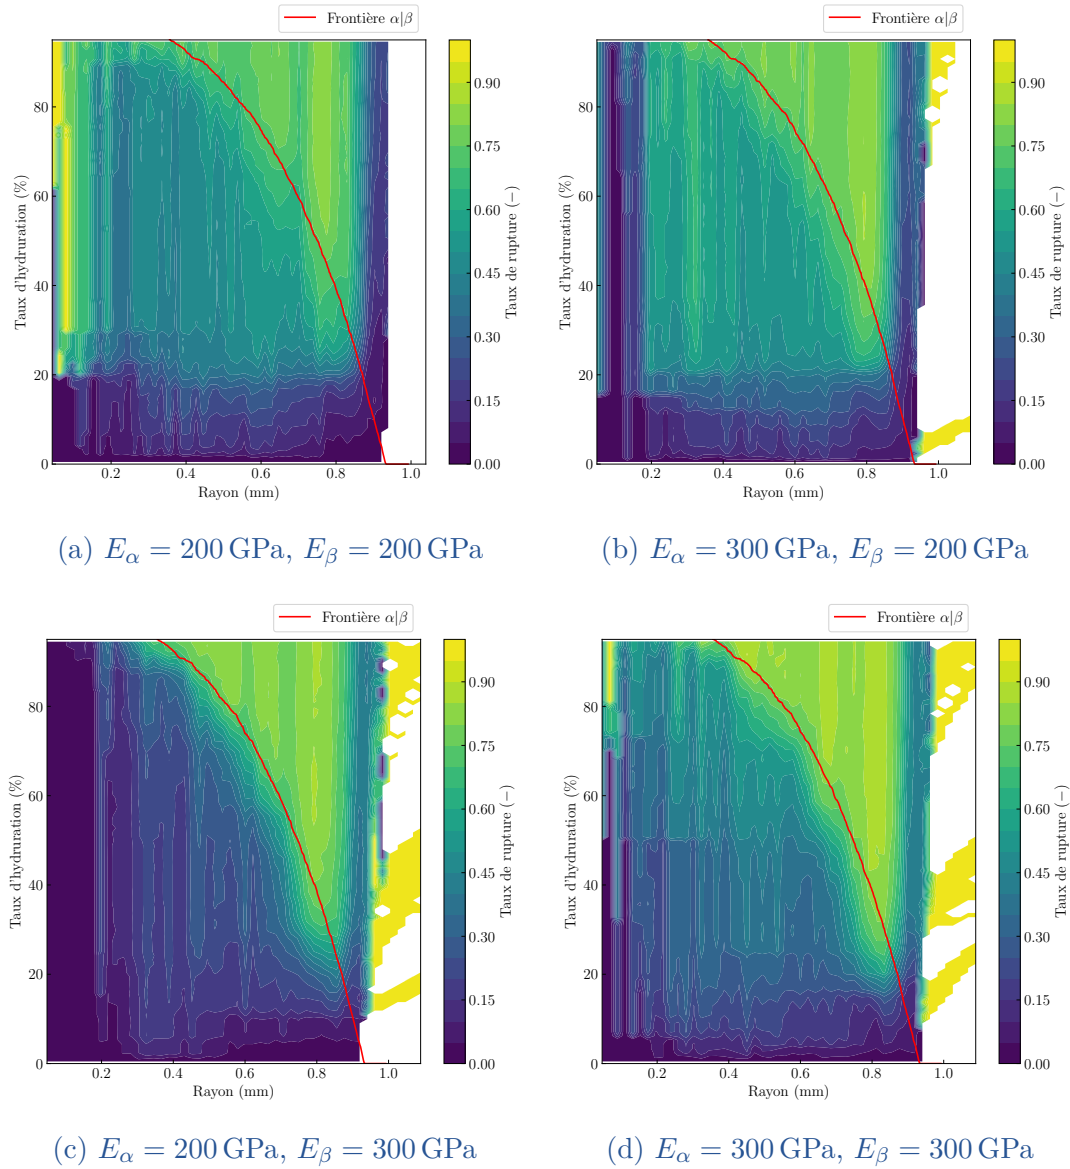 Frontière α|β
Taux d'hydruration (%)
80
60
40
20
0
0.2 0.4 0.6 0.8 1.0
Rayon (mm)
0.90
0.75
0.60
0.45
0.30
0.15
0.00
Taux de rupture (−)
(a) Eα = 200 GPa, Eβ = 200 GPa
Frontière α|β
Taux d'hydruration (%)
80
60
40
20
0
0.2 0.4 0.6 0.8 1.0
Rayon (mm)
0.90
0.75
0.60
0.45
0.30
0.15
0.00
Taux de rupture (−)
(b) Eα = 300 GPa, Eβ = 200 GPa
Frontière α|β
Taux d'hydruration (%)
80
60
40
20
0
0.2 0.4 0.6 0.8 1.0
Rayon (mm)
0.90
0.75
0.60
0.45
0.30
0.15
0.00
Taux de rupture (−)
(c) Eα = 200 GPa, Eβ = 300 GPa
Frontière α|β
Taux d'hydruration (%)
80
60
40
20
0
0.2 0.4 0.6 0.8 1.0
Rayon (mm)
0.90
0.75
0.60
0.45
0.30
0.15
0.00
Taux de rupture (−)
(d) Eα = 300 GPa, Eβ = 300 GPa